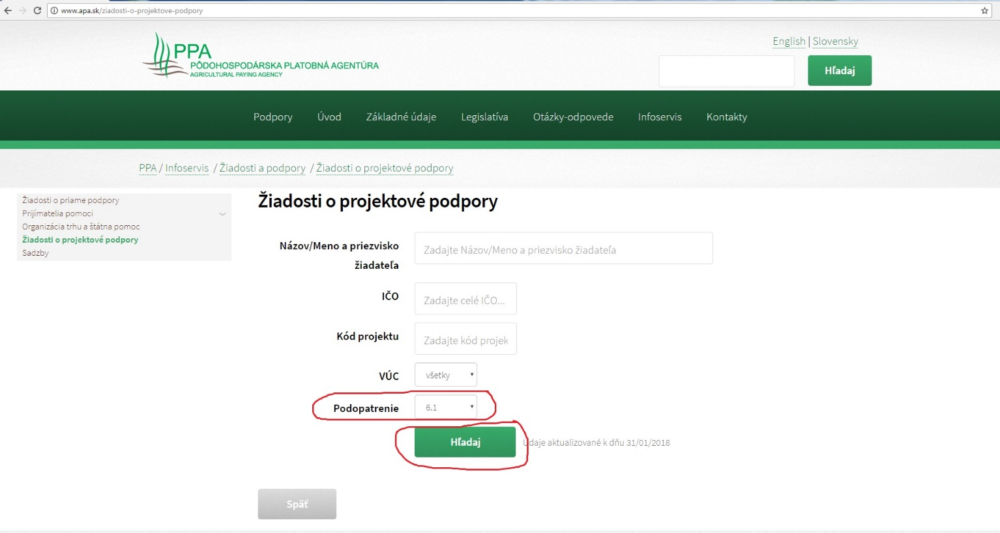 www.apa.sk/ziadosti-o-projektove-podpory
English | Slovensky
PPA
PÔDOHOSPODÁRSKA PLATOBNÁ AGENTÚRA
AGRICULTURAL PAYING AGENCY
Hľadaj
Podpory Úvod Základné údaje Legislatíva Otázky-odpovede Infoservis Kontakty
PPA / Infoservis / Žiadosti a podpory / Žiadosti o projektové podpory
Žiadosti o priame podpory
Prijímatelia pomoci
Organizácia trhu a štátna pomoc
Žiadosti o projektové podpory
Sadzby
Žiadosti o projektové podpory
Názov/Meno a priezvisko
žiadateľa
Zadajte Názov/Meno a priezvisko žiadateľa
IČO
Zadajte celé IČO...
Kód projektu
Zadajte kód projek
VÚC
všetky
Podopatrenie
6.1
Hľadaj
Údaje aktualizované k dňu 31/01/2018
Späť